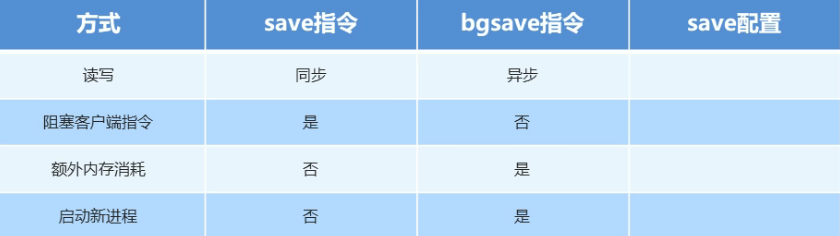 方式 save指令 bgsave指令 save配置
读写 同步 异步
阻塞客户端指令 是 否
额外内存消耗 否 是
启动新进程 否 是